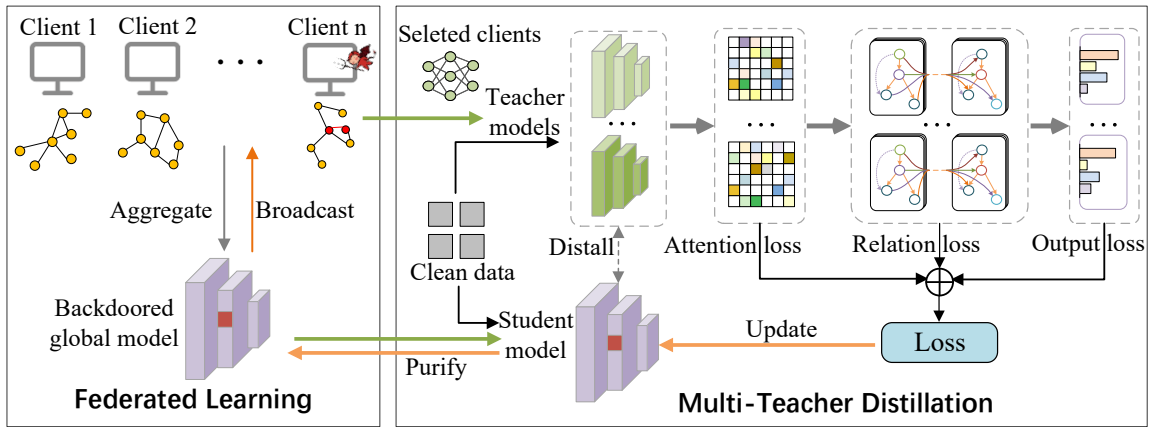 Client 1
Client 2
Client n
Aggregate
Broadcast
Backdoored
global model
Federated Learning
Seleted clients
Teacher
models
Clean data
Student
model
Purify
Distall
Attention loss
Relation loss
Output loss
Update
Loss
Multi-Teacher Distillation